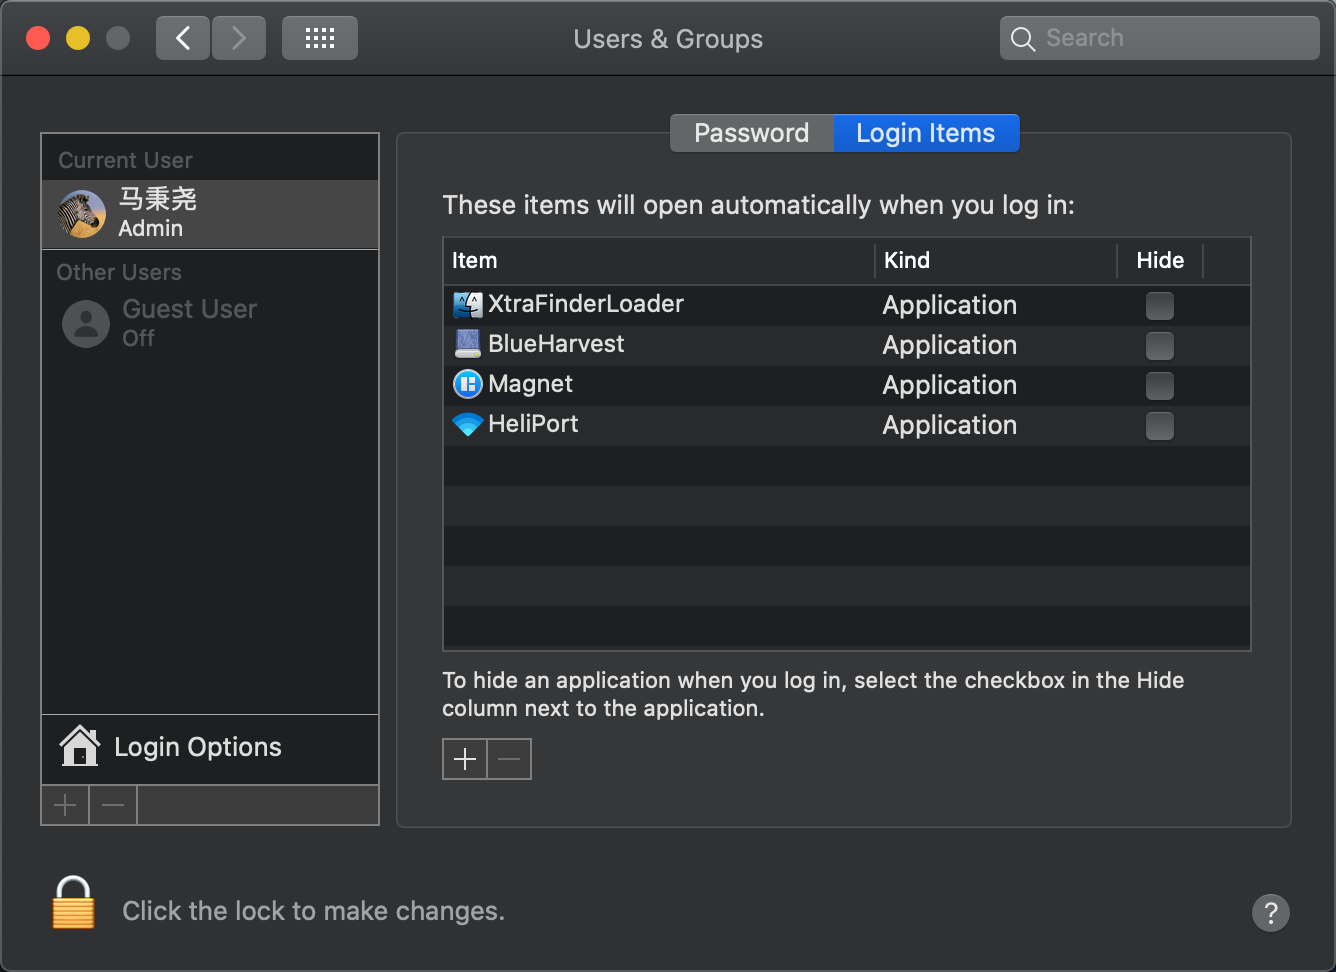 Users & Groups
Search
Current User
马秉尧
Admin
Other Users
Guest User
Off
Login Options
Password
Login Items
These items will open automatically when you log in:
Item Kind Hide
XtraFinderLoader Application
BlueHarvest Application
Magnet Application
HeliPort Application
To hide an application when you log in, select the checkbox in the Hide
column next to the application.
Click the lock to make changes.
?